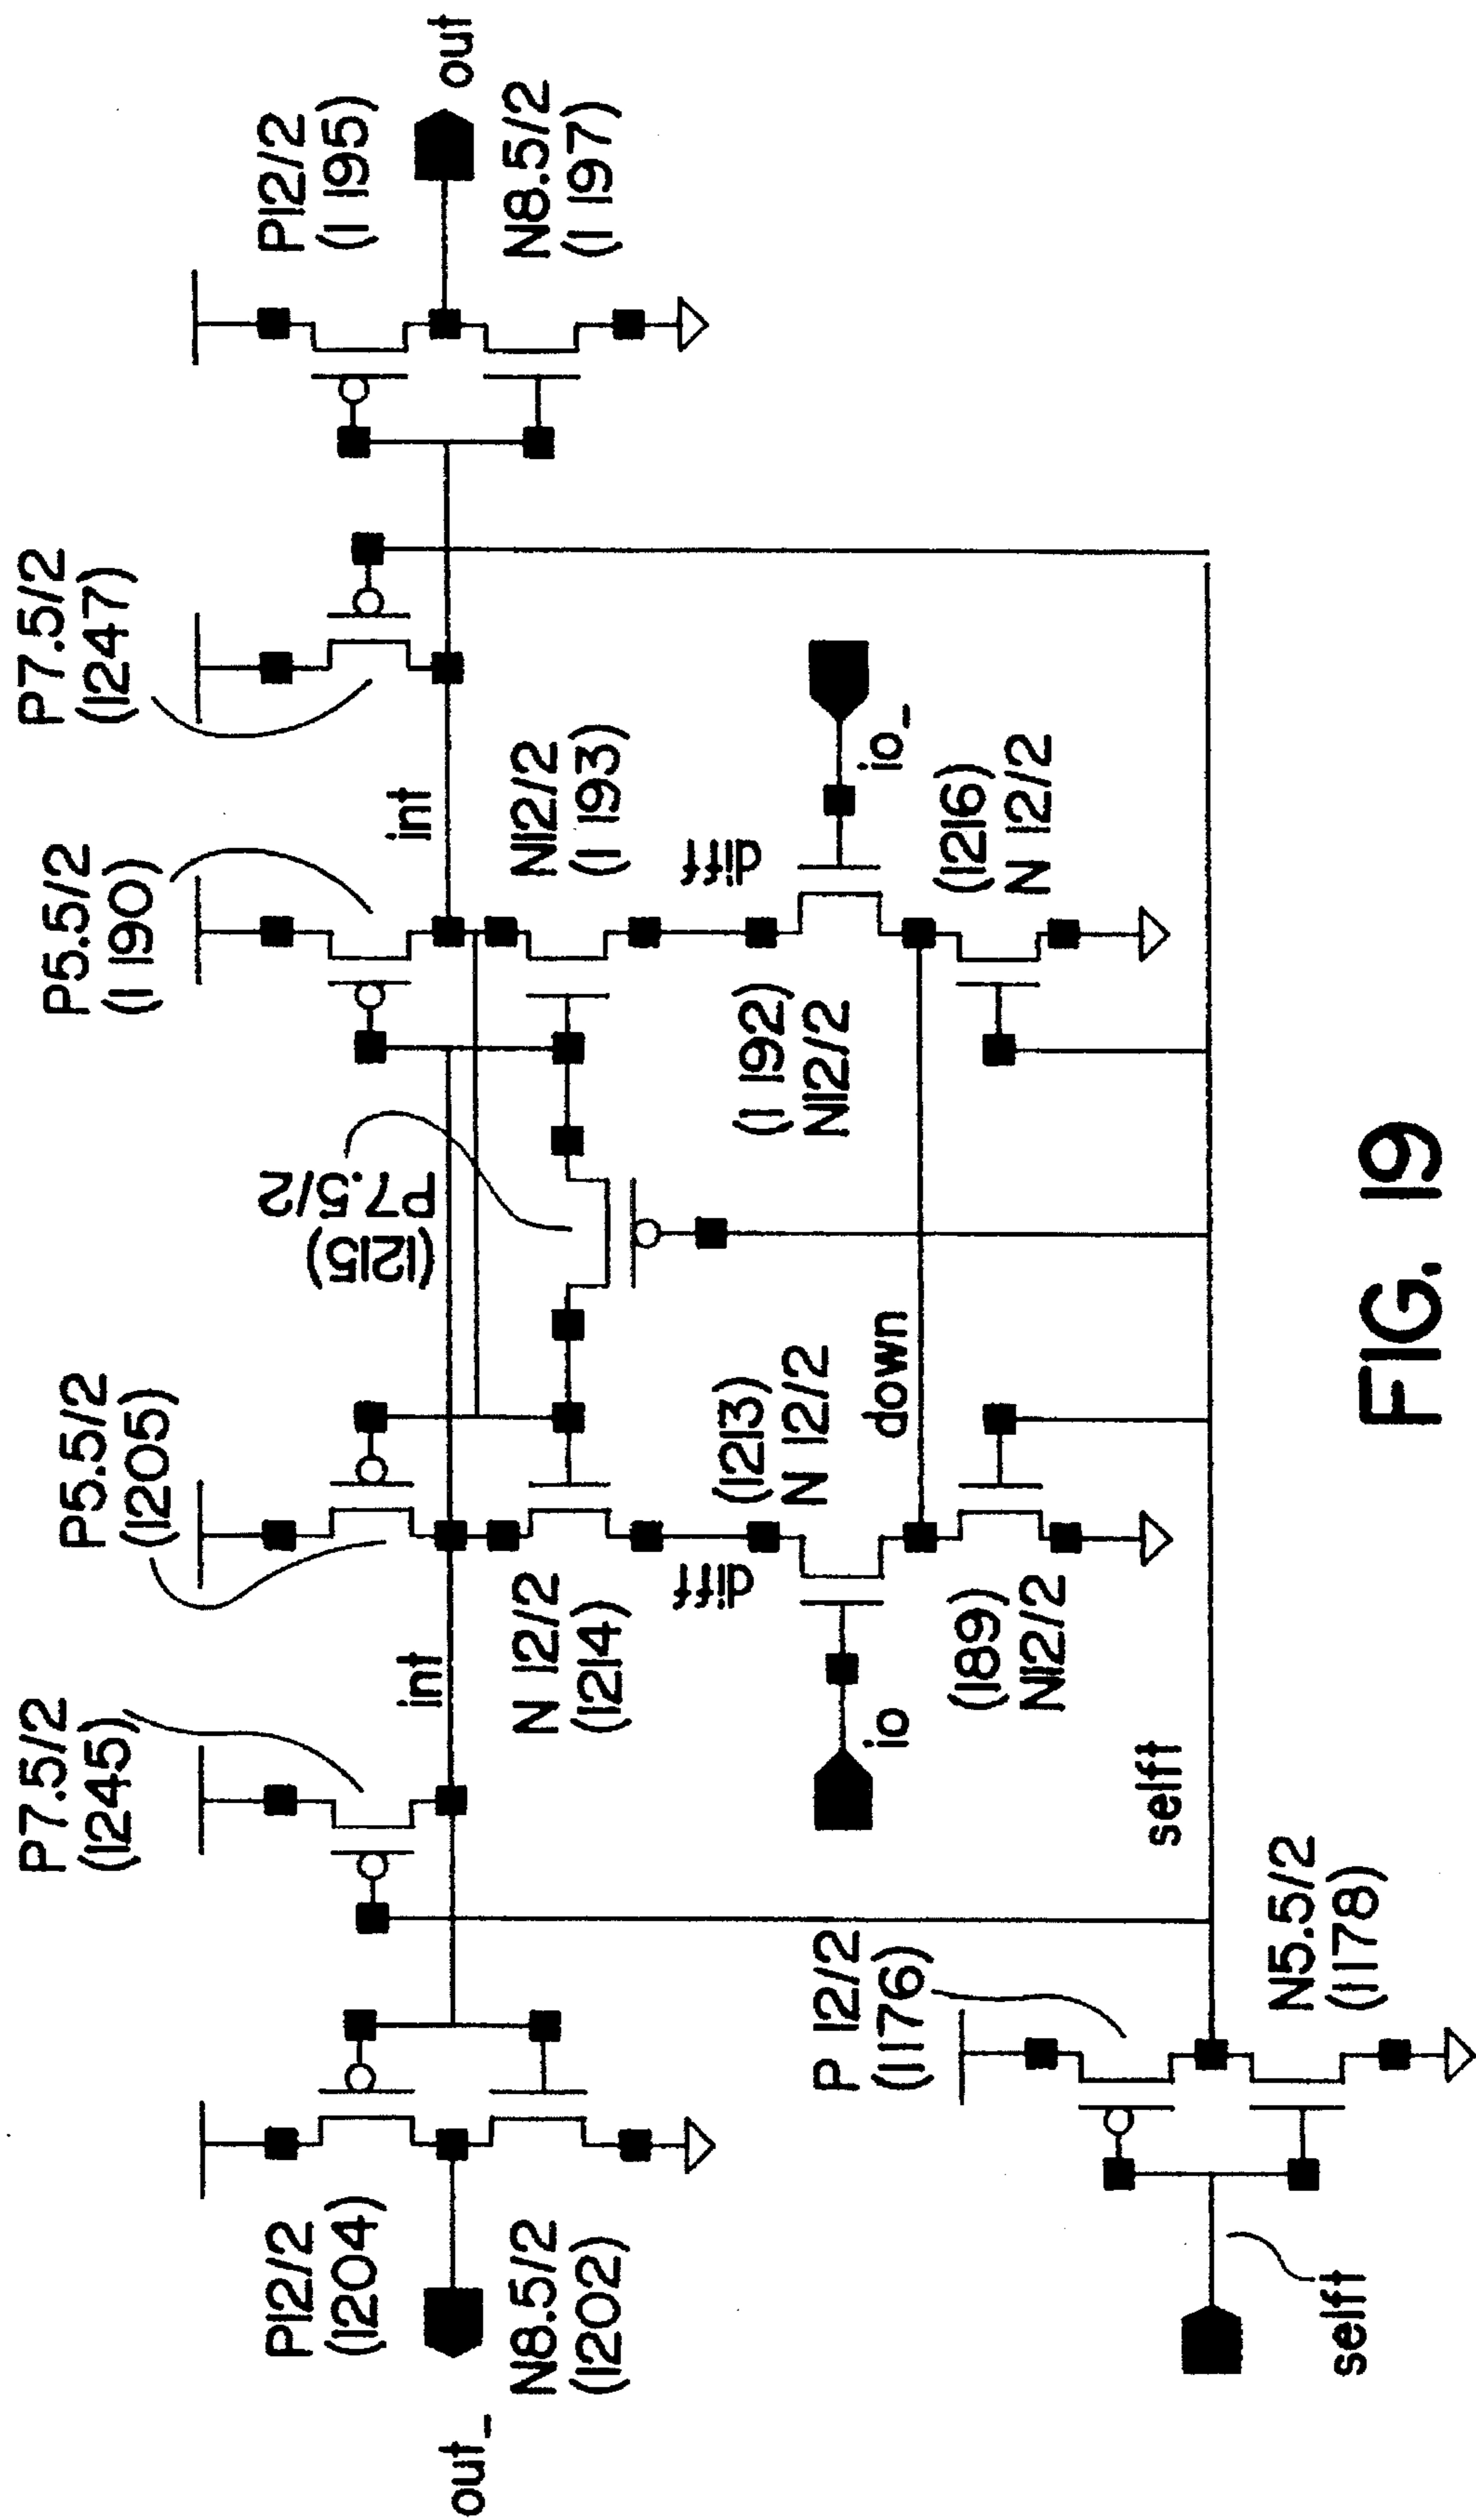 out_
P12/2
(1204)
N8.5/2
(1202)
P7.5/2
(1245)
int
P5.5/2
(1205)
N 12/2
(1214)
diff
(1213)
N 12/2
io
down
(189)
N12/2
P7.5/2
(1215)
P5.5/2
(1190)
int
N12/2
(1193)
diff
(1192)
N12/2
io_
(1216)
N 12/2
P7.5/2
(1247)
P12/2
(1195)
out
N8.5/2
(1197)
selft
P 12/2
(1176)
N5.5/2
(1178)
selft
FIG. 19